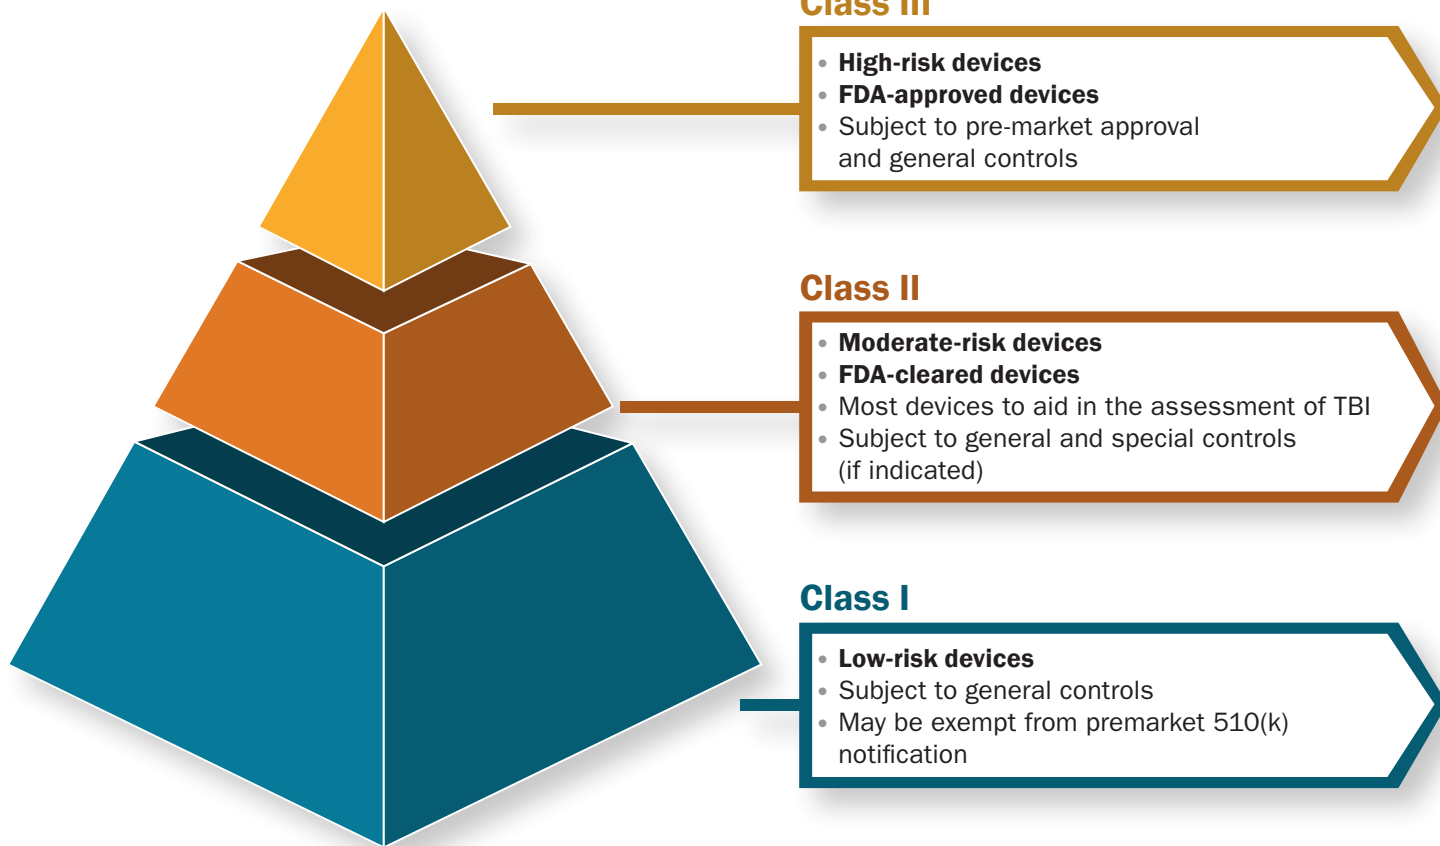 Class III
• High-risk devices
• FDA-approved devices
• Subject to pre-market approval
and general controls
Class II
• Moderate-risk devices
• FDA-cleared devices
• Most devices to aid in the assessment of TBI
• Subject to general and special controls
(if indicated)
Class I
• Low-risk devices
• Subject to general controls
• May be exempt from premarket 510(k)
notification